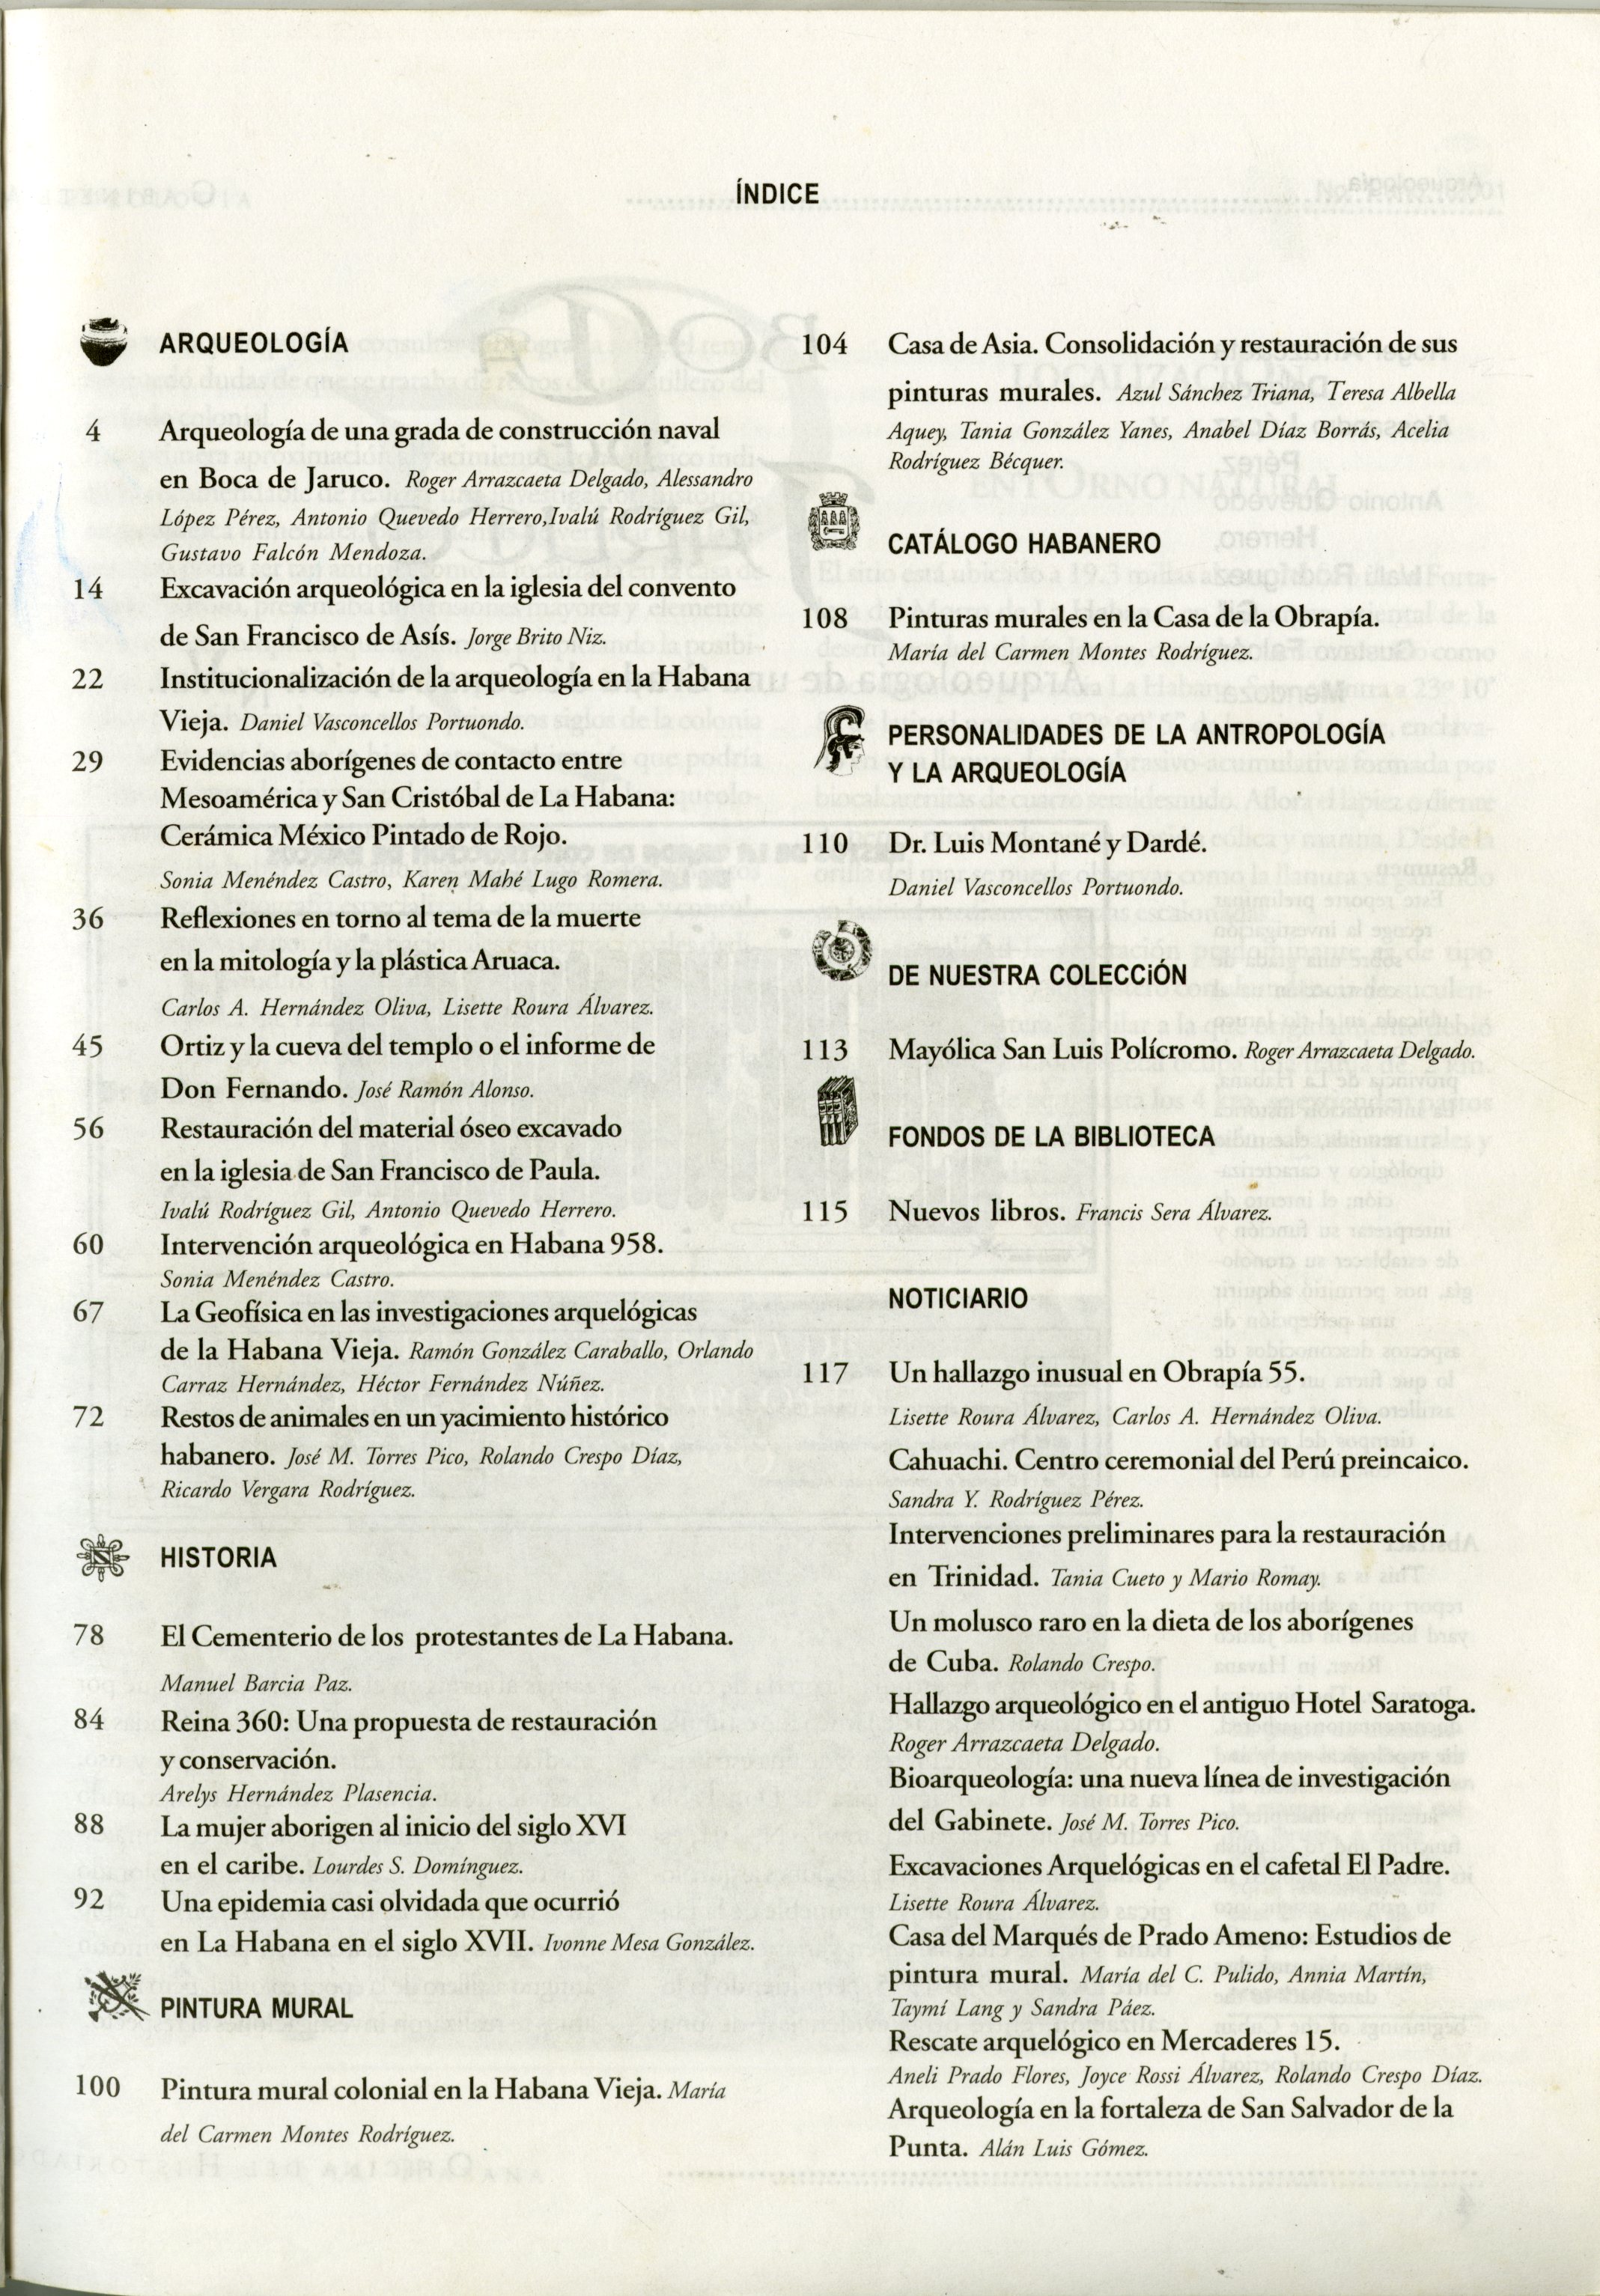 ÍNDICE
ARQUEOLOGÍA
4 Arqueología de una grada de construcción naval
en Boca de Jaruco. Roger Arrazcaeta Delgado, Alessandro
López Pérez, Antonio Quevedo Herrero,Ivalú Rodríguez Gil,
Gustavo Falcón Mendoza.
14 Excavación arqueológica en la iglesia del convento
de San Francisco de Asís. Jorge Brito Niz.
22 Institucionalización de la arqueología en la Habana
Vieja. Daniel Vasconcellos Portuondo.
29 Evidencias aborígenes de contacto entre
Mesoamérica y San Cristóbal de La Habana:
Cerámica México Pintado de Rojo.
Sonia Menéndez Castro, Karen Mahé Lugo Romera.
36 Reflexiones en torno al tema de la muerte
en la mitología y la plástica Aruaca.
Carlos A. Hernández Oliva, Lisette Roura Álvarez.
45 Ortiz y la cueva del templo o el informe de
Don Fernando. José Ramón Alonso.
56 Restauración del material óseo excavado
en la iglesia de San Francisco de Paula.
Ivalú Rodríguez Gil, Antonio Quevedo Herrero.
60 Intervención arqueológica en Habana 958.
Sonia Menéndez Castro.
67 La Geofísica en las investigaciones arquelógicas
de la Habana Vieja. Ramón González Caraballo, Orlando
Carraz Hernández, Héctor Fernández Núñez.
72 Restos de animales en un yacimiento histórico
habanero. José M. Torres Pico, Rolando Crespo Díaz,
Ricardo Vergara Rodríguez.
HISTORIA
78 El Cementerio de los protestantes de La Habana.
Manuel Barcia Paz.
84 Reina 360: Una propuesta de restauración
y conservación.
Arelys Hernández Plasencia.
88 La mujer aborigen al inicio del siglo XVI
en el caribe. Lourdes S. Domínguez.
92 Una epidemia casi olvidada que ocurrió
en La Habana en el siglo XVII. Ivonne Mesa González.
PINTURA MURAL
100 Pintura mural colonial en la Habana Vieja. María
del Carmen Montes Rodríguez.
104 Casa de Asia. Consolidación y restauración de sus
pinturas murales. Azul Sánchez Triana, Teresa Albella
Aquey, Tania González Yanes, Anabel Díaz Borrás, Acelia
Rodríguez Bécquer.
CATÁLOGO HABANERO
108 Pinturas murales en la Casa de la Obrapía.
María del Carmen Montes Rodríguez.
PERSONALIDADES DE LA ANTROPOLOGÍA
Y LA ARQUEOLOGÍA
110 Dr. Luis Montané y Dardé.
Daniel Vasconcellos Portuondo.
DE NUESTRA COLECCiÓN
113 Mayólica San Luis Polícromo. Roger Arrazcaeta Delgado.
FONDOS DE LA BIBLIOTECA
115 Nuevos libros. Francis Sera Álvarez.
NOTICIARIO
117 Un hallazgo inusual en Obrapía 55.
Lisette Roura Álvarez, Carlos A. Hernández Oliva.
Cahuachi. Centro ceremonial del Perú preincaico.
Sandra Y. Rodríguez Pérez.
Intervenciones preliminares para la restauración
en Trinidad. Tania Cueto y Mario Romay.
Un molusco raro en la dieta de los aborígenes
de Cuba. Rolando Crespo.
Hallazgo arqueológico en el antiguo Hotel Saratoga.
Roger Arrazcaeta Delgado.
Bioarqueología: una nueva línea de investigación
del Gabinete. José M. Torres Pico.
Excavaciones Arquelógicas en el cafetal El Padre.
Lisette Roura Álvarez.
Casa del Marqués de Prado Ameno: Estudios de
pintura mural. María del C. Pulido, Annia Martín,
Taymí Lang y Sandra Páez.
Rescate arquelógico en Mercaderes 15.
Aneli Prado Flores, Joyce Rossi Álvarez, Rolando Crespo Díaz.
Arqueología en la fortaleza de San Salvador de la
Punta. Alán Luis Gómez.